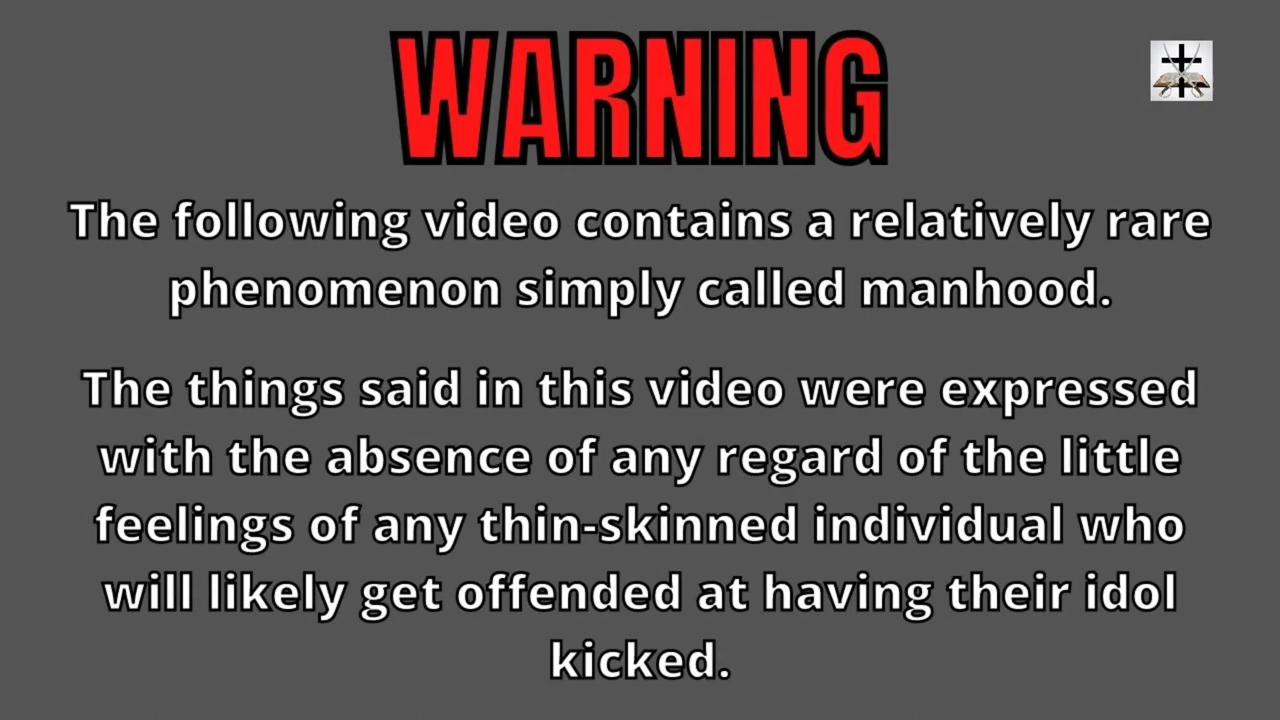 WARNING
The following video contains a relatively rare
phenomenon simply called manhood.
The things said in this video were expressed
with the absence of any regard of the little
feelings of any thin-skinned individual who
will likely get offended at having their idol
kicked.